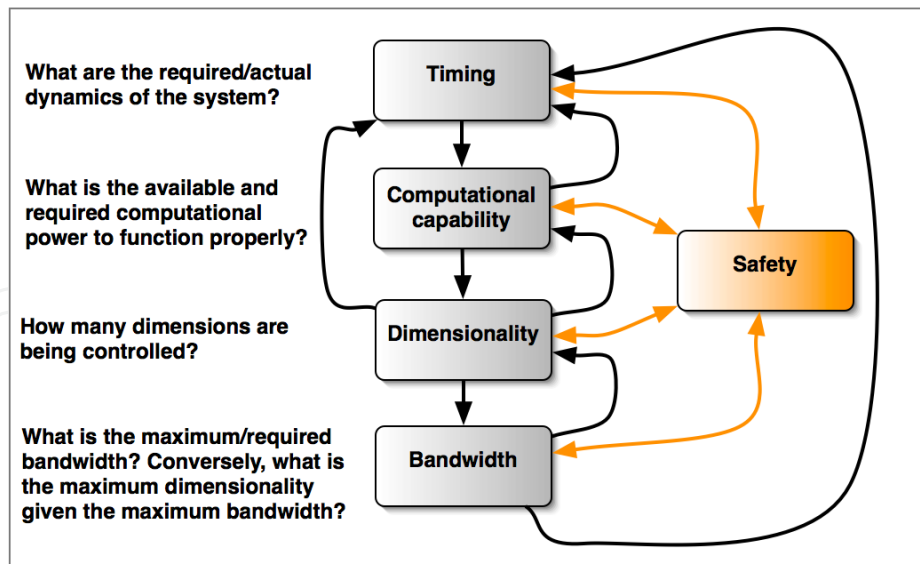 What are the required/actual
dynamics of the system?
Timing
What is the available and
required computational
power to function properly?
Computational
capability
Safety
How many dimensions are
being controlled?
Dimensionality
What is the maximum/required
bandwidth? Conversely, what is
the maximum dimensionality
given the maximum bandwidth?
Bandwidth